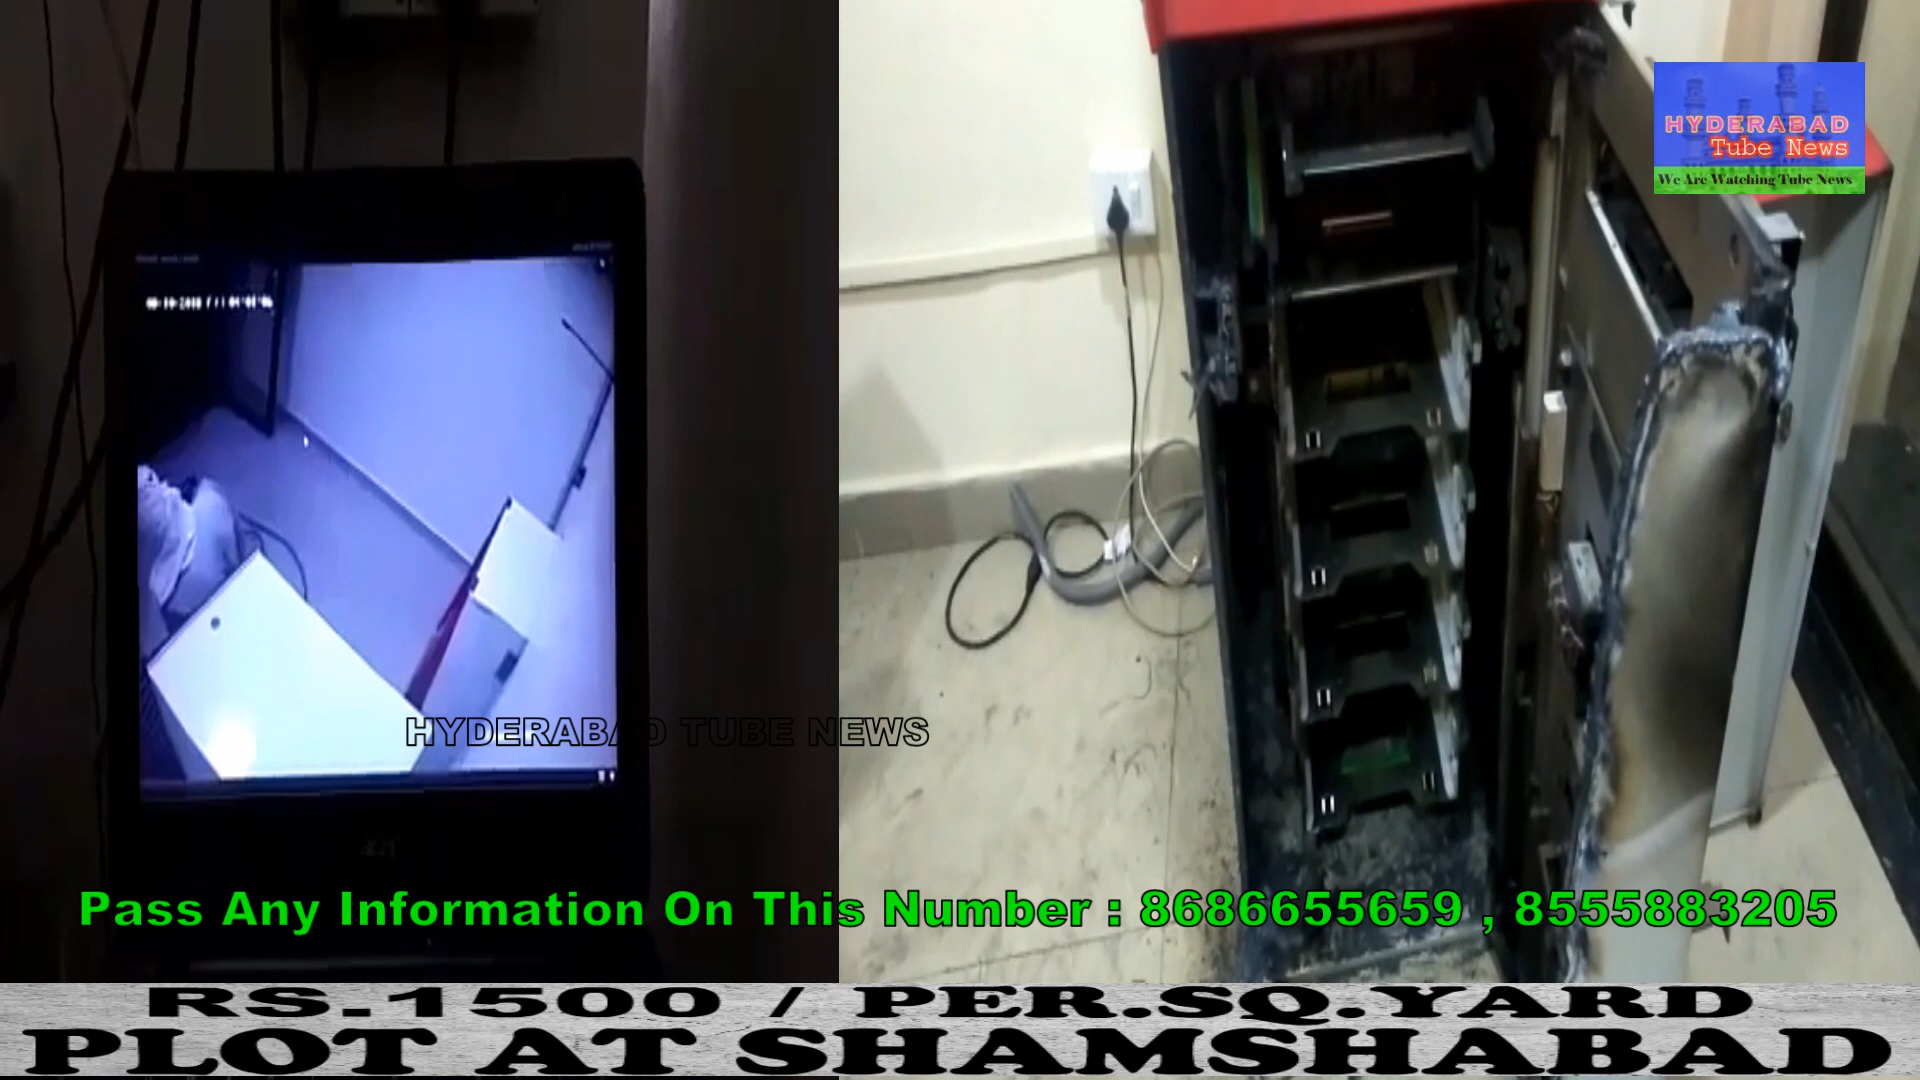 HYDERABAD
Tube News
We Are Watching Tube News
HYDERABAD TUBE NEWS
acer
Pass Any Information On This Number : 8686655659 , 8555883205
RS.1500 / PER.SQ.YARD
PLOT AT SHAMSHABAD